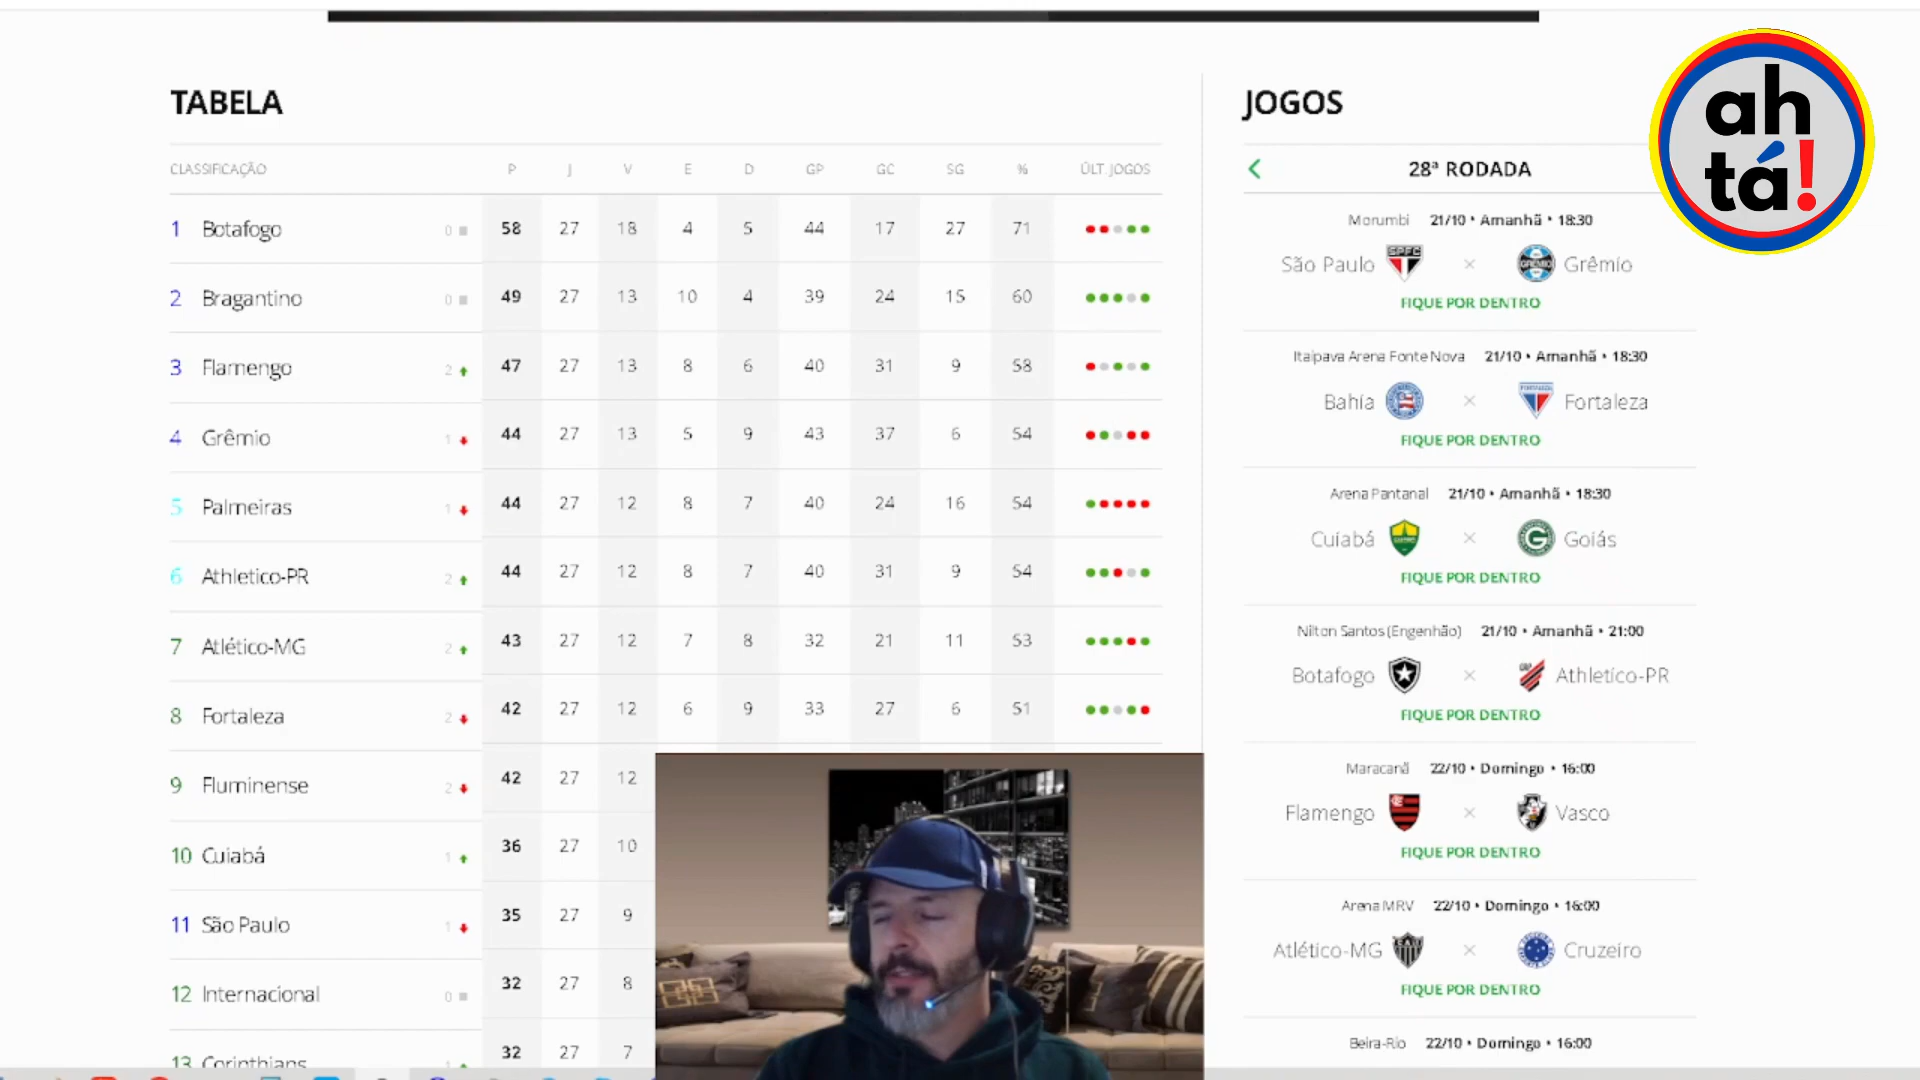 TABELA
CLASSIFICAÇÃO P J V E D GP GC SG % ÚLT. JOGOS
1 Botafogo 0 58 27 18 4 5 44 17 27 71
2 Bragantino 0 49 27 13 10 4 39 24 15 60
3 Flamengo 2 47 27 13 8 6 40 31 9 58
4 Grêmio 1 44 27 13 5 9 43 37 6 54
5 Palmeiras 1 44 27 12 8 7 40 24 16 54
6 Athletico-PR 2 44 27 12 8 7 40 31 9 54
7 Atlético-MG 2 43 27 12 7 8 32 21 11 53
8 Fortaleza 2 42 27 12 6 9 33 27 6 51
9 Fluminense 2 42 27 12
10 Cuiabá 1 36 27 10
11 São Paulo 1 35 27 9
12 Internacional 0 32 27 8
13 Corinthians 1 32 27 7
JOGOS
28ª RODADA
Morumbi 21/10 • Amanhã • 18:30
São Paulo SPFC × GRÊMIO Grêmio
FIQUE POR DENTRO
Itaipava Arena Fonte Nova 21/10 • Amanhã • 18:30
Bahia × Fortaleza
FIQUE POR DENTRO
Arena Pantanal 21/10 • Amanhã • 18:30
Cuiabá × G Goiás
FIQUE POR DENTRO
Nilton Santos (Engenhão) 21/10 • Amanhã • 21:00
Botafogo × CAP Athletico-PR
FIQUE POR DENTRO
Maracanã 22/10 • Domingo • 16:00
Flamengo × Vasco
FIQUE POR DENTRO
Arena MRV 22/10 • Domingo • 16:00
Atlético-MG CAM × Cruzeiro
FIQUE POR DENTRO
Beira-Rio 22/10 • Domingo • 16:00
ah
tá!